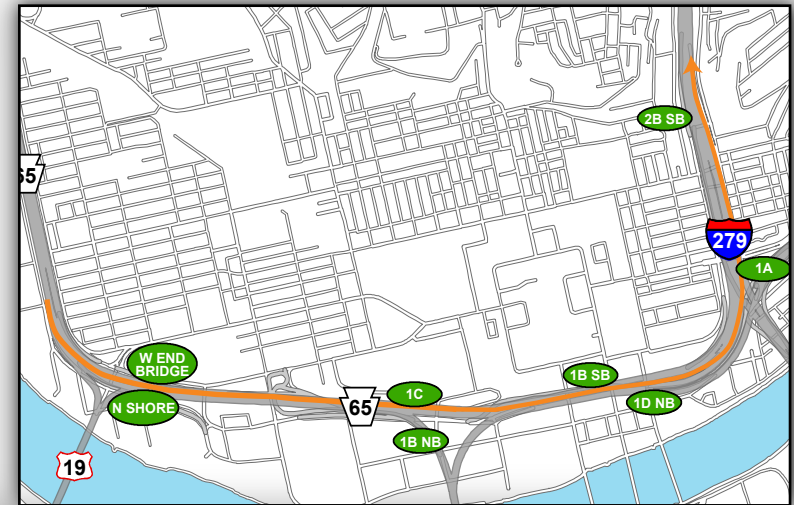 2B SB
65
279
1A
W END
BRIDGE
1B SB
1C
65
N SHORE
1D NB
1B NB
19